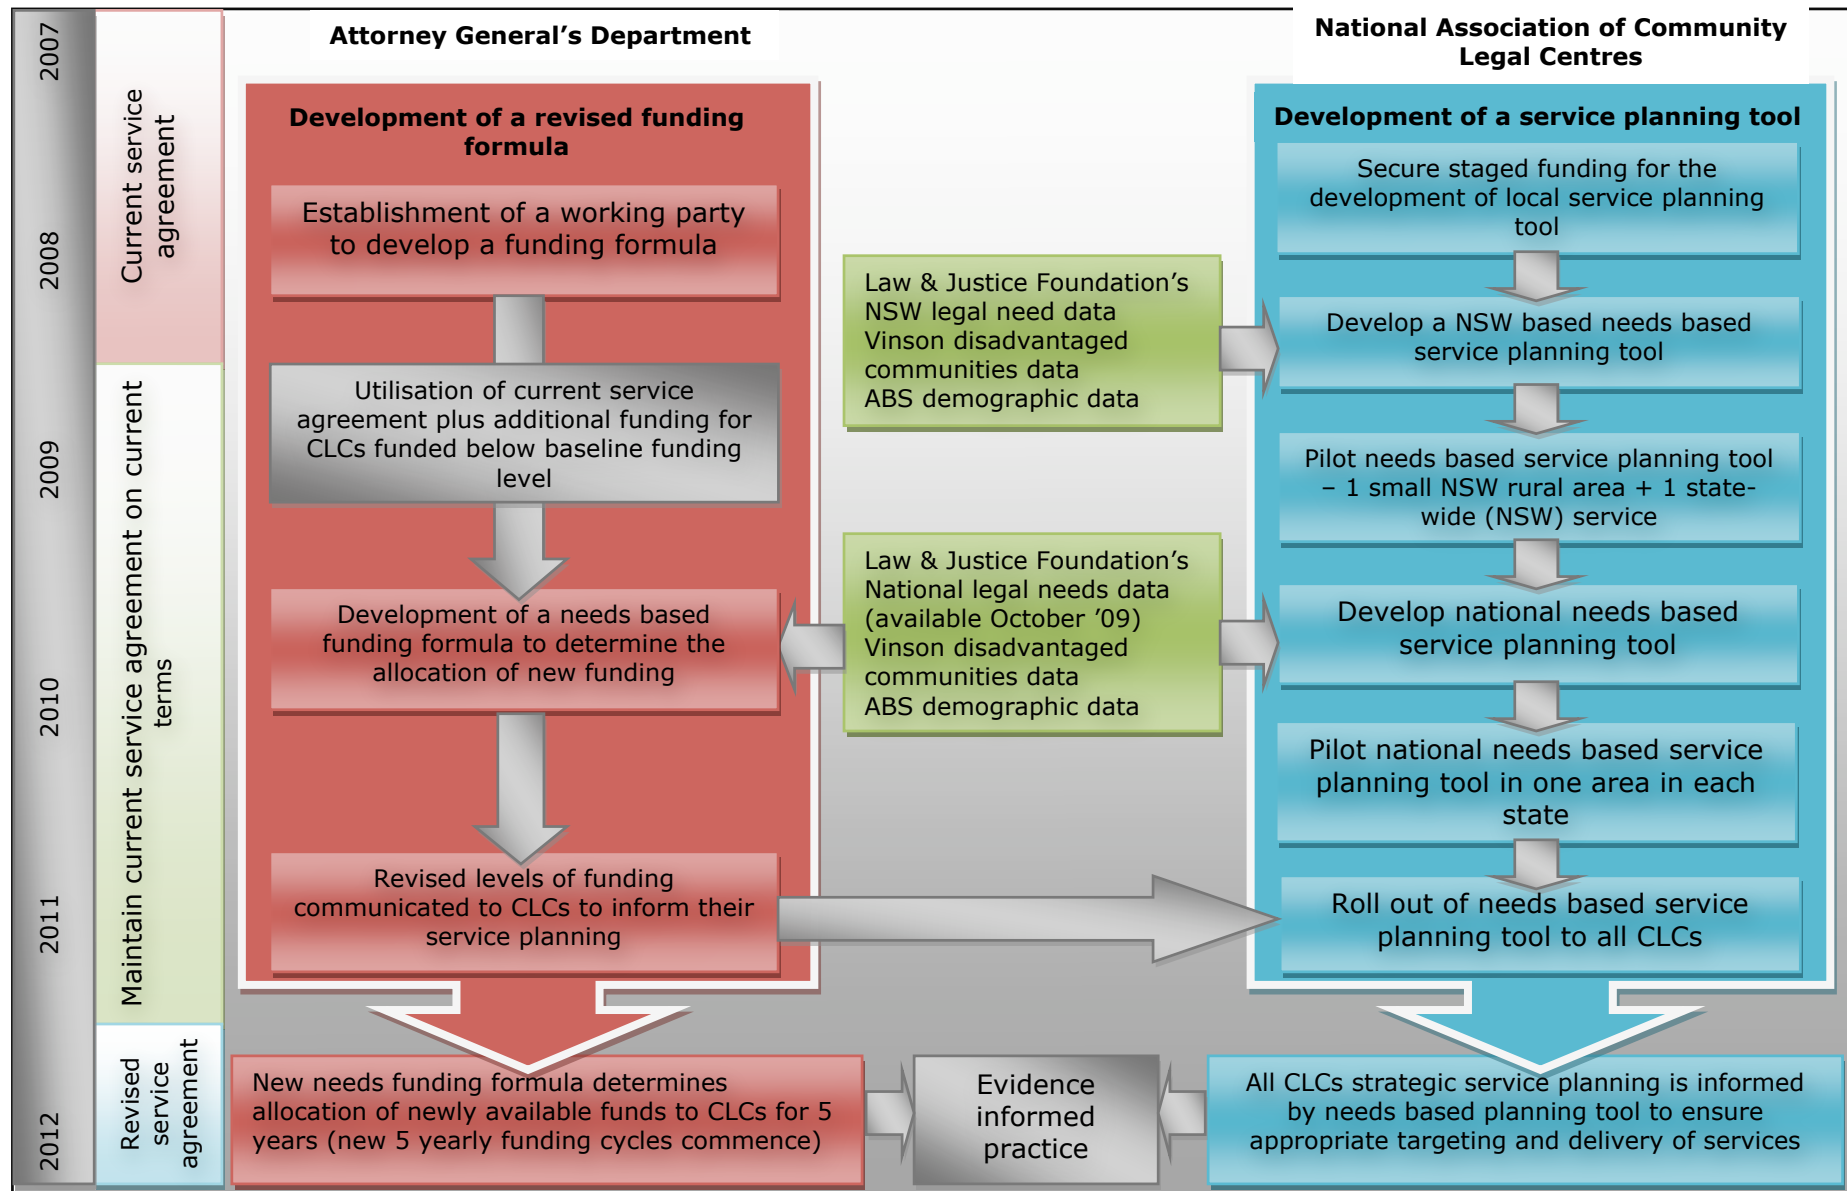 Attorney General’s Department
National Association of Community
Legal Centres
2007
2008
2009
2010
2011
2012
Current service
agreement
Maintain current service agreement on current
terms
Revised
service
agreement
Development of a revised funding
formula
Establishment of a working party
to develop a funding formula
Utilisation of current service
agreement plus additional funding for
CLCs funded below baseline funding
level
Development of a needs based
funding formula to determine the
allocation of new funding
Revised levels of funding
communicated to CLCs to inform their
service planning
New needs funding formula determines
allocation of newly available funds to CLCs for 5
years (new 5 yearly funding cycles commence)
Law & Justice Foundation’s
NSW legal need data
Vinson disadvantaged
communities data
ABS demographic data
Law & Justice Foundation’s
National legal needs data
(available October ’09)
Vinson disadvantaged
communities data
ABS demographic data
Evidence
informed
practice
Development of a service planning tool
Secure staged funding for the
development of local service planning
tool
Develop a NSW based needs based
service planning tool
Pilot needs based service planning tool
– 1 small NSW rural area + 1 state-
wide (NSW) service
Develop national needs based
service planning tool
Pilot national needs based service
planning tool in one area in each
state
Roll out of needs based service
planning tool to all CLCs
All CLCs strategic service planning is informed
by needs based planning tool to ensure
appropriate targeting and delivery of services